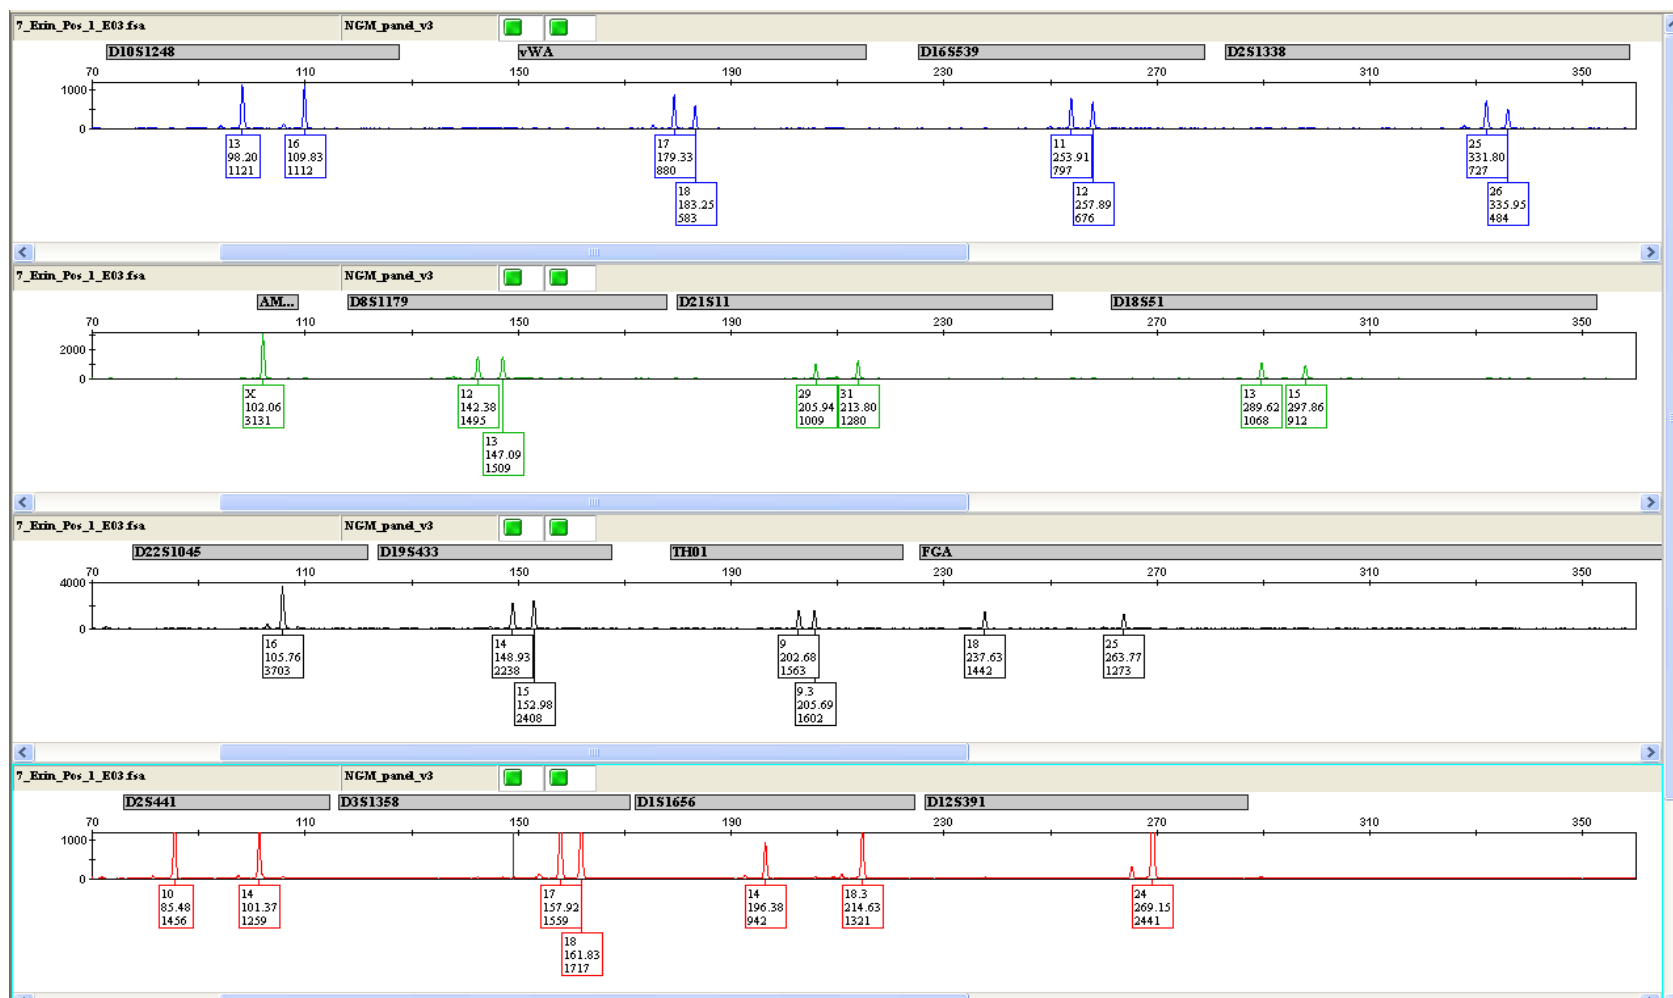 7_Erin_Pos_1_E03.fsa NGM_panel_v3
D10S1248 vWA D16S539 D2S1338
70 110 150 190 230 270 310 350
1000
0
13 16 17 11 25
98.20 109.83 179.33 253.91 331.80
1121 1112 880 797 727
18 12 26
183.25 257.89 335.95
583 676 484
7_Erin_Pos_1_E03.fsa NGM_panel_v3
AM... D8S1179 D21S11 D18S51
70 110 150 190 230 270 310 350
2000
0
X 12 29 31 13 15
102.06 142.38 205.94 213.80 289.62 297.86
3131 1495 1009 1280 1068 912
13
147.09
1509
7_Erin_Pos_1_E03.fsa NGM_panel_v3
D22S1045 D19S433 TH01 FGA
70 110 150 190 230 270 310 350
4000
0
16 14 9 18 25
105.76 148.93 202.68 237.63 263.77
3703 2238 1563 1442 1273
15 9.3
152.98 205.69
2408 1602
7_Erin_Pos_1_E03.fsa NGM_panel_v3
D2S441 D3S1358 D1S1656 D12S391
70 110 150 190 230 270 310 350
1000
0
10 14 17 14 18.3 24
85.48 101.37 157.92 196.38 214.63 269.15
1456 1259 1559 942 1321 2441
18
161.83
1717